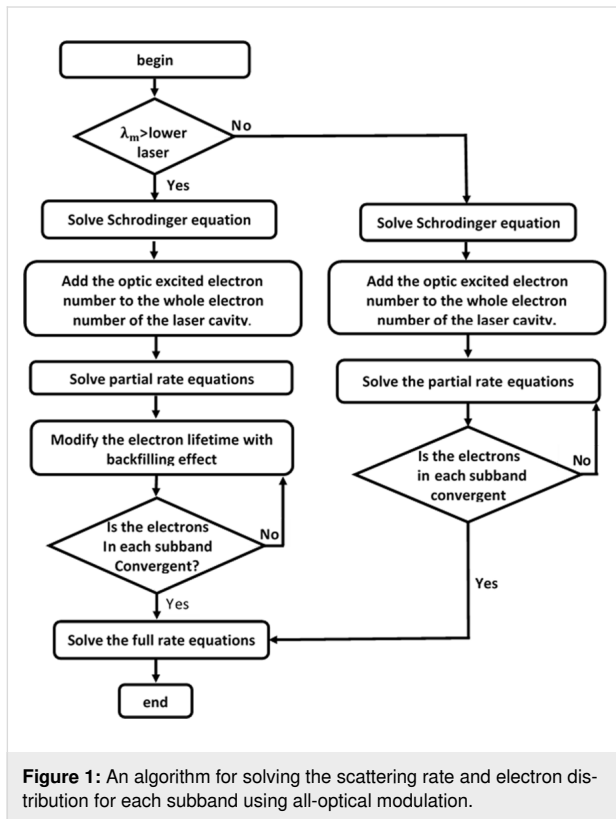 begin
λm>lower
laser
No
Yes
Solve Schrodinger equation
Add the optic excited electron
number to the whole electron
number of the laser cavity.
Solve partial rate equations
Modify the electron lifetime with
backfilling effect
Is the electrons
In each subband
Convergent?
No
Yes
Solve Schrodinger equation
Add the optic excited electron
number to the whole electron
number of the laser cavity.
Solve the partial rate equations
Is the electrons
in each subband
convergent
No
Yes
Solve the full rate equations
end
Figure 1: An algorithm for solving the scattering rate and electron dis-
tribution for each subband using all-optical modulation.